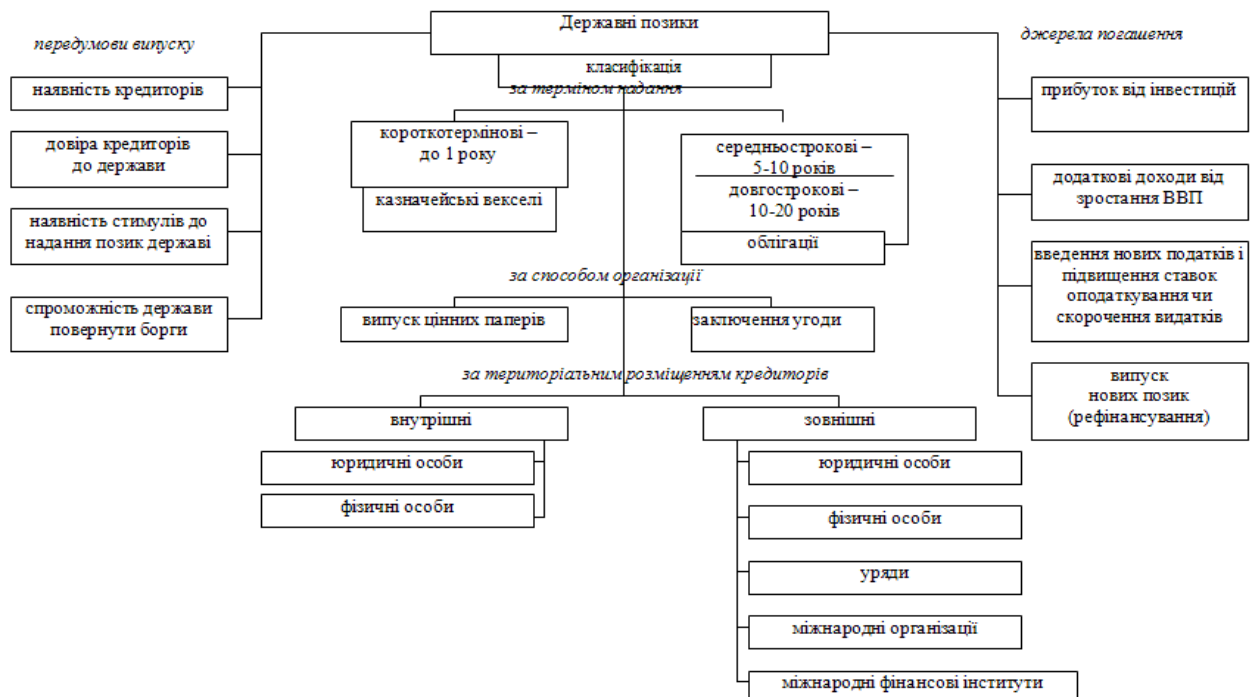 Державні позики
класифікація
передумови випуску
наявність кредиторів
довіра кредиторів
до держави
наявність стимулів до
надання позик державі
спроможність держави
повернути борги
за терміном надання
короткотермінові –
до 1 року
казначейські векселі
середньострокові –
5-10 років
довгострокові –
10-20 років
облігації
за способом організації
випуск цінних паперів
заключення угоди
за територіальним розміщенням кредиторів
внутрішні
юридичні особи
фізичні особи
зовнішні
юридичні особи
фізичні особи
уряди
міжнародні організації
міжнародні фінансові інститути
джерела погашення
прибуток від інвестицій
додаткові доходи від
зростання ВВП
введення нових податків і
підвищення ставок
оподаткування чи
скорочення видатків
випуск
нових позик
(рефінансування)